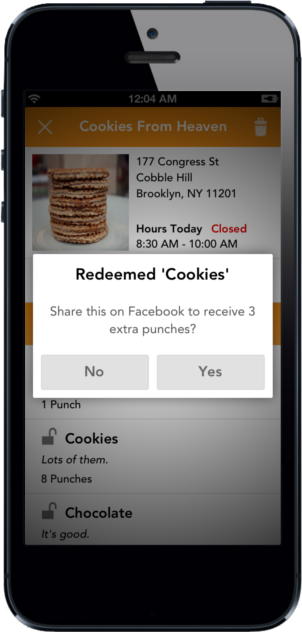 12:04 AM
Cookies From Heaven
177 Congress St
Cobble Hill
Brooklyn, NY 11201
Hours Today Closed
8:30 AM - 10:00 AM
Redeemed 'Cookies'
Share this on Facebook to receive 3
extra punches?
No Yes
1 Punch
Cookies
Lots of them.
8 Punches
Chocolate
It's good.